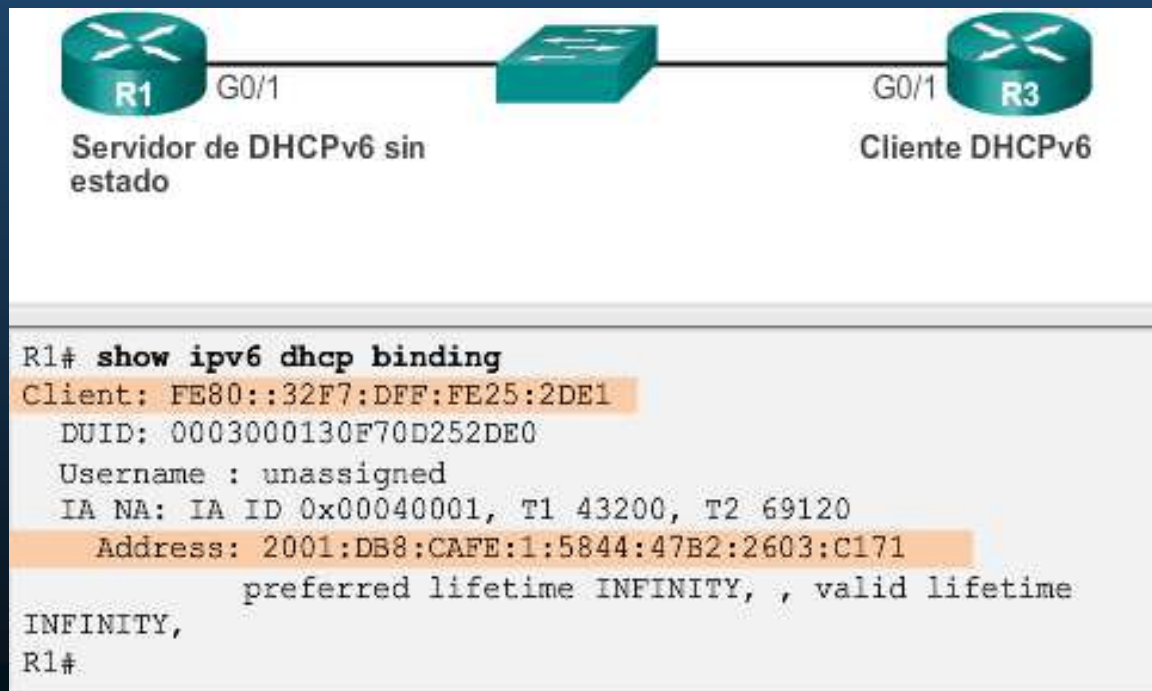 R1
G0/1
G0/1
R3
Servidor de DHCPv6 sin
estado
Cliente DHCPv6
R1# show ipv6 dhcp binding
Client: FE80::32F7:DFF:FE25:2DE1
DUID: 0003000130F70D252DE0
Username : unassigned
IA NA: IA ID 0x00040001, T1 43200, T2 69120
Address: 2001:DB8:CAFE:1:5844:47B2:2603:C171
preferred lifetime INFINITY, , valid lifetime
INFINITY,
R1#